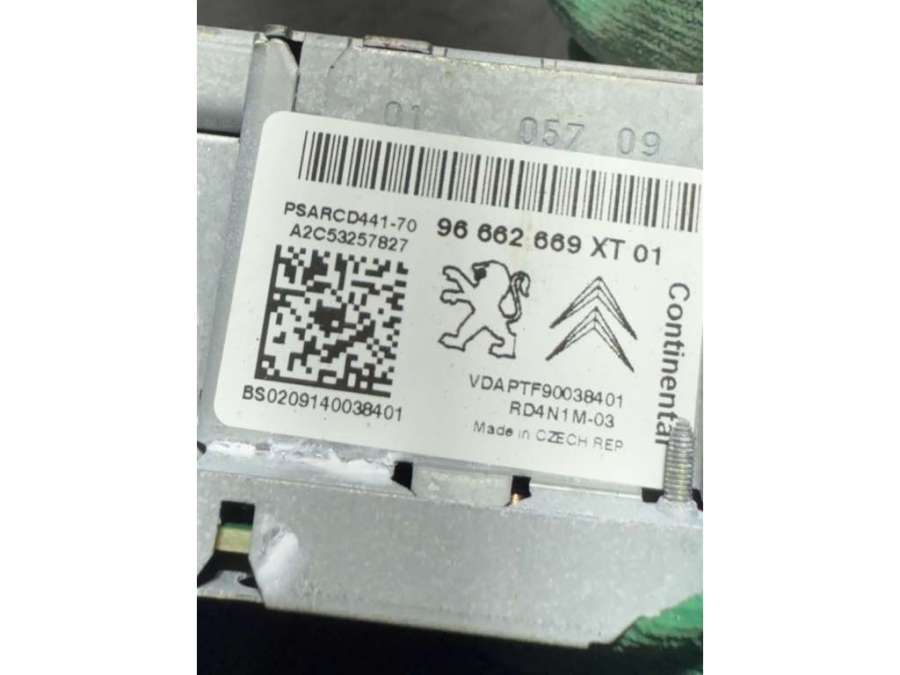 01 057 09
PSARCD441-70
A2C53257827
96 662 669 XT 01
Continental
VDAPTF90038401
RD4N1M-03
Made in CZECH REP
BS0209140038401